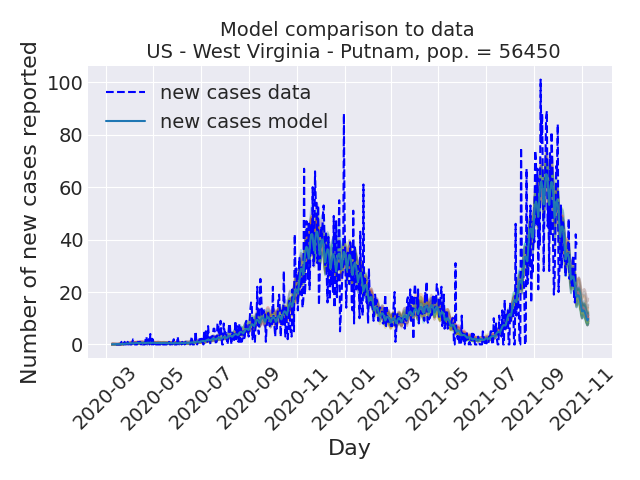 Model comparison to data
US - West Virginia - Putnam, pop. = 56450
Number of new cases reported
100
80
60
40
20
0
new cases data
new cases model
2020-03
2020-05
2020-07
2020-09
2020-11
2021-01
2021-03
2021-05
2021-07
2021-09
2021-11
Day